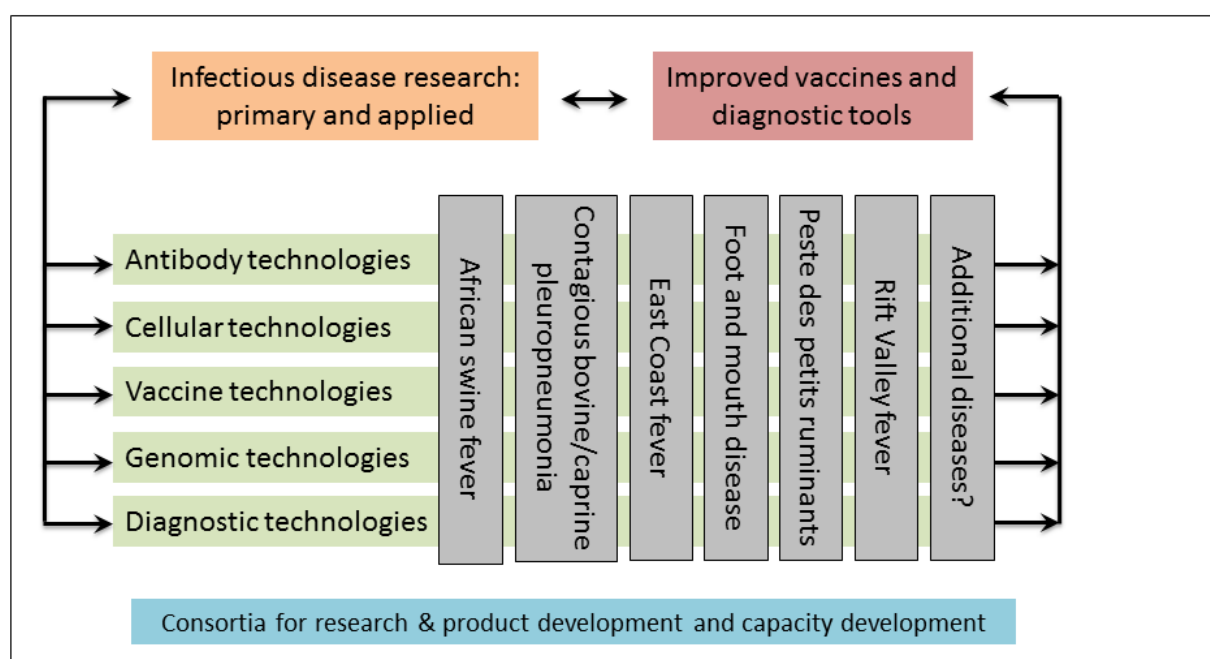 Infectious disease research:
primary and applied
Improved vaccines and
diagnostic tools
Antibody technologies
Cellular technologies
Vaccine technologies
Genomic technologies
Diagnostic technologies
African swine fever
Contagious bovine/caprine
pleuropneumonia
East Coast fever
Foot and mouth disease
Peste des petits ruminants
Rift Valley fever
Additional diseases?
Consortia for research & product development and capacity development